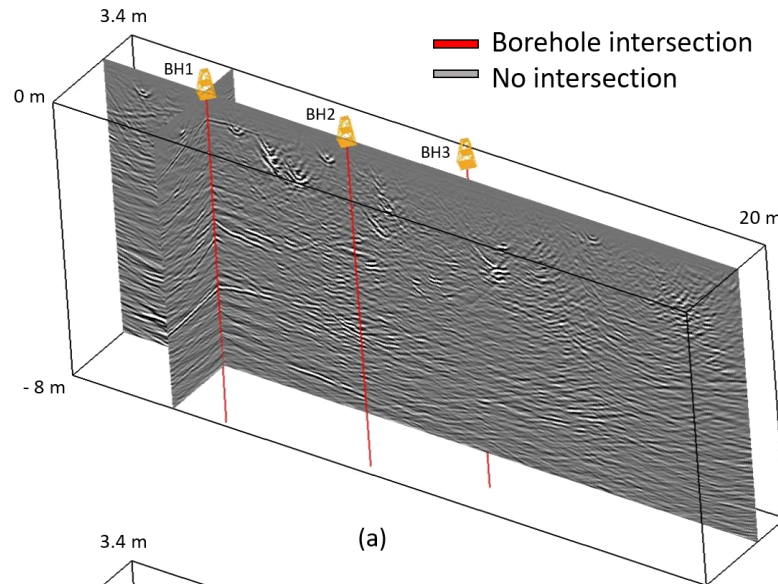 3.4 m
Borehole intersection
No intersection
BH1
0 m
BH2
BH3
20 m
- 8 m
(a)
3.4 m